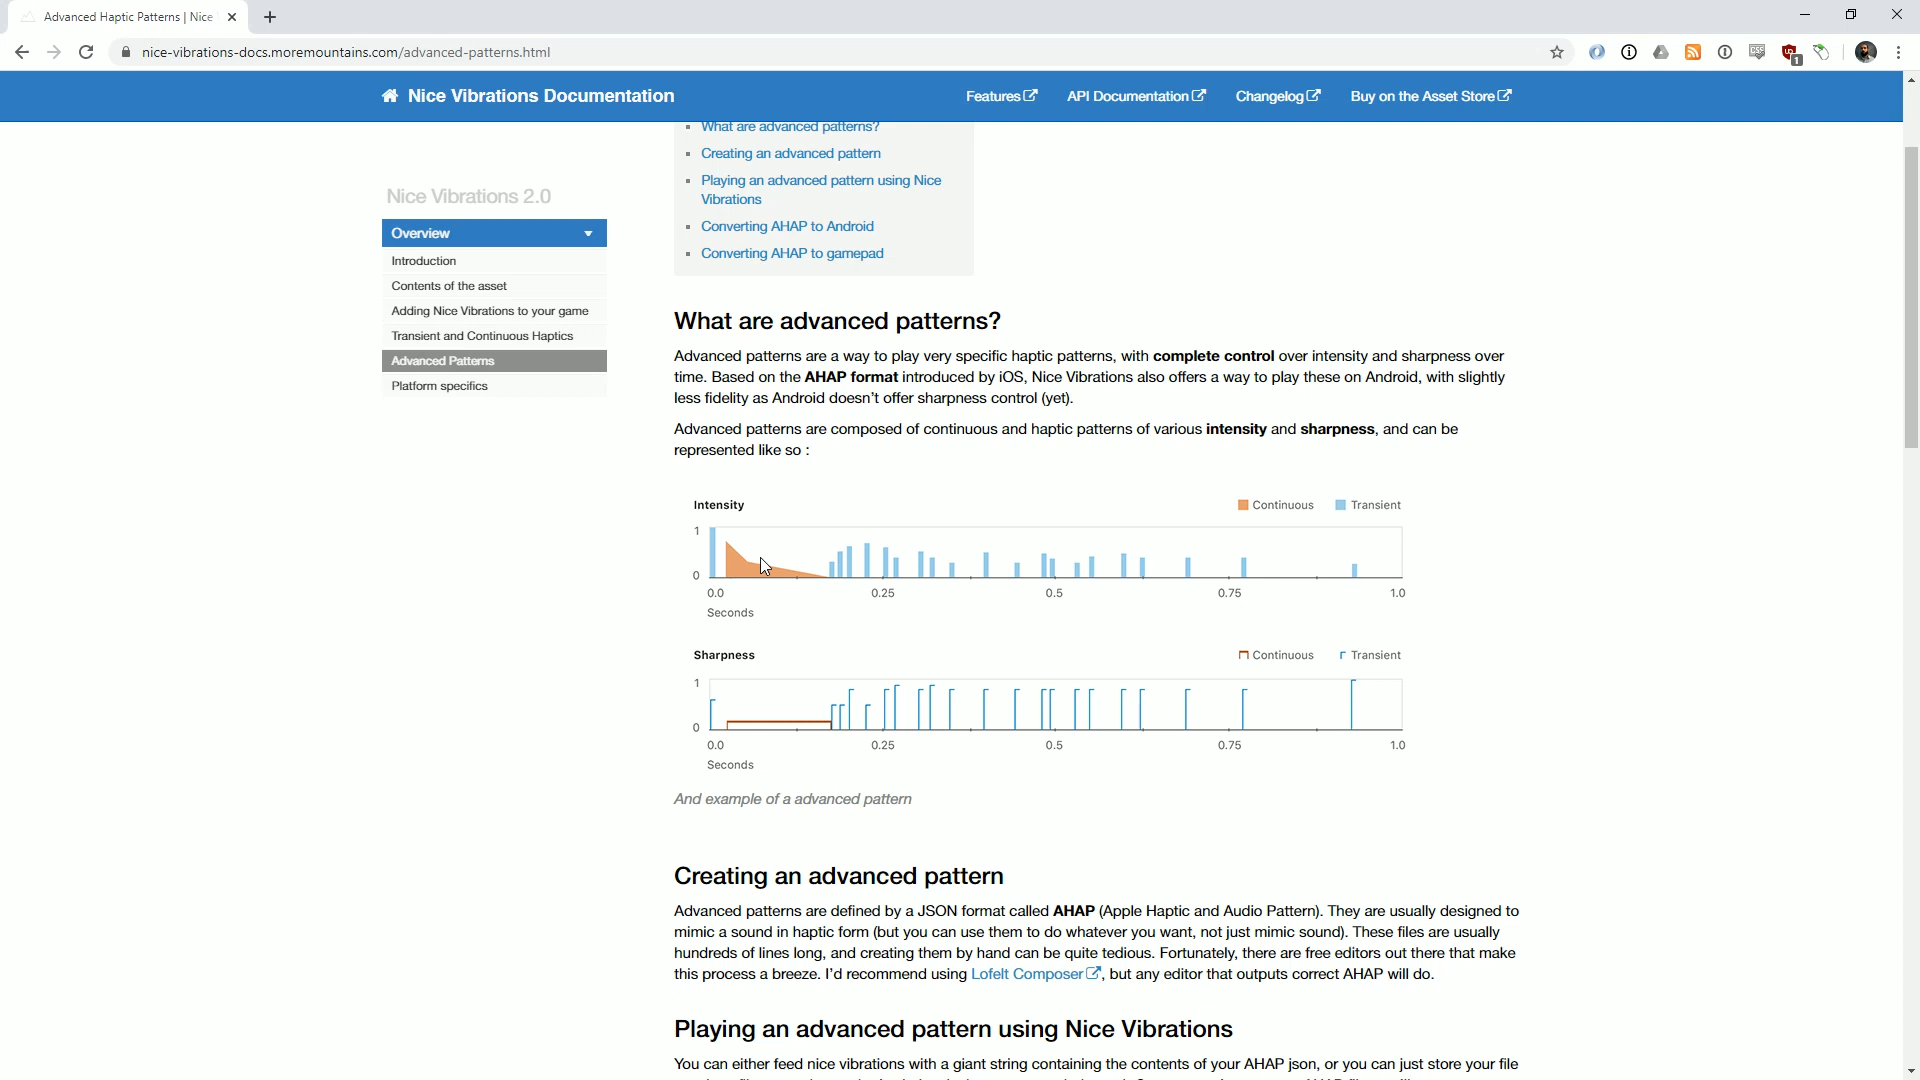 Advanced Haptic Patterns | Nice
nice-vibrations-docs.moremountains.com/advanced-patterns.html
CSS
1
Nice Vibrations Documentation
Features
API Documentation
Changelog
Buy on the Asset Store
What are advanced patterns?
Creating an advanced pattern
Playing an advanced pattern using Nice
Vibrations
Converting AHAP to Android
Converting AHAP to gamepad
Nice Vibrations 2.0
Overview
Introduction
Contents of the asset
Adding Nice Vibrations to your game
Transient and Continuous Haptics
Advanced Patterns
Platform specifics
What are advanced patterns?
Advanced patterns are a way to play very specific haptic patterns, with complete control over intensity and sharpness over
time. Based on the AHAP format introduced by iOS, Nice Vibrations also offers a way to play these on Android, with slightly
less fidelity as Android doesn't offer sharpness control (yet).
Advanced patterns are composed of continuous and haptic patterns of various intensity and sharpness, and can be
represented like so :
Intensity
Continuous
Transient
1
0
0.0
0.25
0.5
0.75
1.0
Seconds
Sharpness
Continuous
Transient
1
0
0.0
0.25
0.5
0.75
1.0
Seconds
And example of a advanced pattern
Creating an advanced pattern
Advanced patterns are defined by a JSON format called AHAP (Apple Haptic and Audio Pattern). They are usually designed to
mimic a sound in haptic form (but you can use them to do whatever you want, not just mimic sound). These files are usually
hundreds of lines long, and creating them by hand can be quite tedious. Fortunately, there are free editors out there that make
this process a breeze. I'd recommend using Lofelt Composer, but any editor that outputs correct AHAP will do.
Playing an advanced pattern using Nice Vibrations
You can either feed nice vibrations with a giant string containing the contents of your AHAP json, or you can just store your file